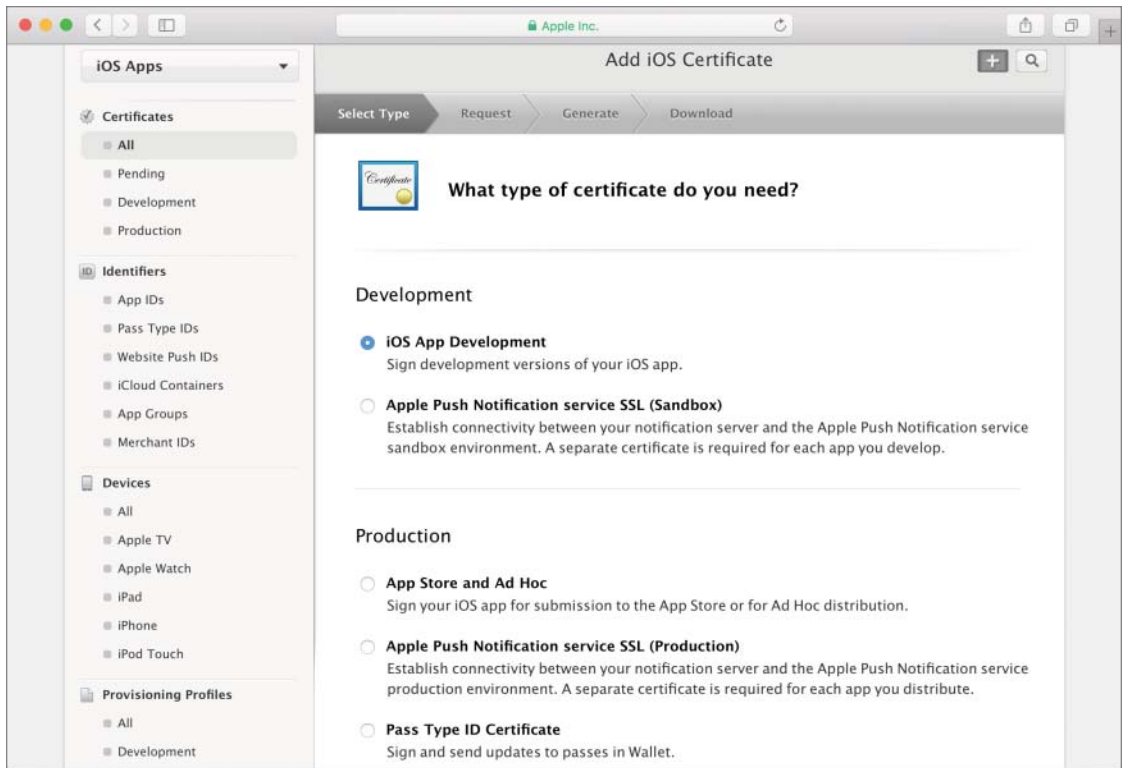 Apple Inc.
iOS Apps
Add iOS Certificate
Select Type
Request
Generate
Download
Certificates
All
Pending
Development
Production
Identifiers
App IDs
Pass Type IDs
Website Push IDs
iCloud Containers
App Groups
Merchant IDs
Devices
All
Apple TV
Apple Watch
iPad
iPhone
iPod Touch
Provisioning Profiles
All
Development
Certificate
What type of certificate do you need?
Development
iOS App Development
Sign development versions of your iOS app.
Apple Push Notification service SSL (Sandbox)
Establish connectivity between your notification server and the Apple Push Notification service
sandbox environment. A separate certificate is required for each app you develop.
Production
App Store and Ad Hoc
Sign your iOS app for submission to the App Store or for Ad Hoc distribution.
Apple Push Notification service SSL (Production)
Establish connectivity between your notification server and the Apple Push Notification service
production environment. A separate certificate is required for each app you distribute.
Pass Type ID Certificate
Sign and send updates to passes in Wallet.